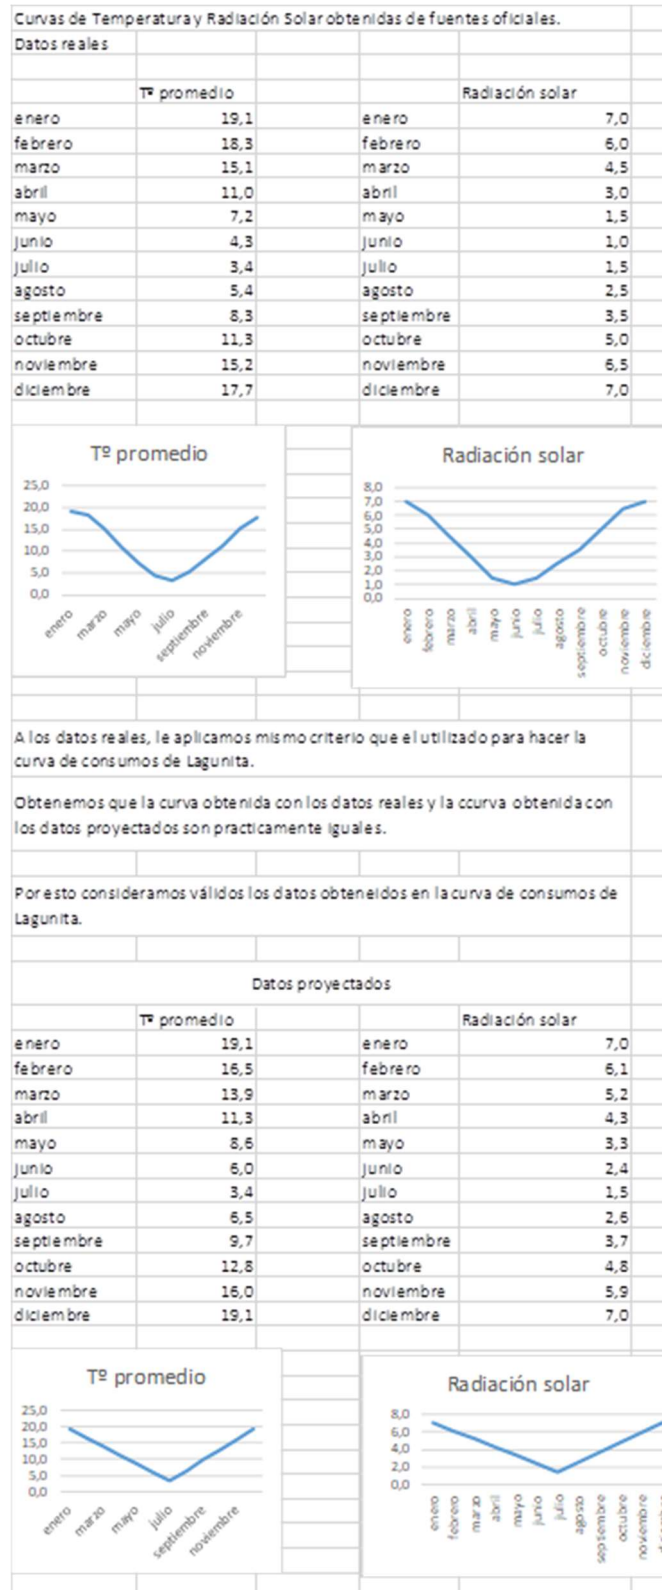 Curvas de Temperatura y Radiación Solar obtenidas de fuentes oficiales.
Datos reales
Tª promedio Radiación solar
enero 19,1 enero 7,0
febrero 18,3 febrero 6,0
marzo 15,1 marzo 4,5
abril 11,0 abril 3,0
mayo 7,2 mayo 1,5
junio 4,3 junio 1,0
julio 3,4 julio 1,5
agosto 5,4 agosto 2,5
septiembre 8,3 septiembre 3,5
octubre 11,3 octubre 5,0
noviembre 15,2 noviembre 6,5
diciembre 17,7 diciembre 7,0
Tº promedio
25,0
20,0
15,0
10,0
5,0
0,0
enero marzo mayo julio septiembre noviembre
Radiación solar
8,0
7,0
6,0
5,0
4,0
3,0
2,0
1,0
0,0
enero febrero marzo abril mayo junio julio agosto septiembre octubre noviembre diciembre
A los datos reales, le aplicamos mismo criterio que el utilizado para hacer la
curva de consumos de Lagunita.
Obtenemos que la curva obtenida con los datos reales y la ccurva obtenida con
los datos proyectados son practicamente iguales.
Por esto consideramos válidos los datos obteneidos en la curva de consumos de
Lagunita.
Datos proyectados
Tª promedio Radiación solar
enero 19,1 enero 7,0
febrero 16,5 febrero 6,1
marzo 13,9 marzo 5,2
abril 11,3 abril 4,3
mayo 8,6 mayo 3,3
junio 6,0 junio 2,4
julio 3,4 julio 1,5
agosto 6,5 agosto 2,6
septiembre 9,7 septiembre 3,7
octubre 12,8 octubre 4,8
noviembre 16,0 noviembre 5,9
diciembre 19,1 diciembre 7,0
Tº promedio
25,0
20,0
15,0
10,0
5,0
0,0
enero marzo mayo julio septiembre noviembre
Radiación solar
8,0
6,0
4,0
2,0
0,0
enero febrero marzo abril mayo junio julio agosto septiembre octubre noviembre